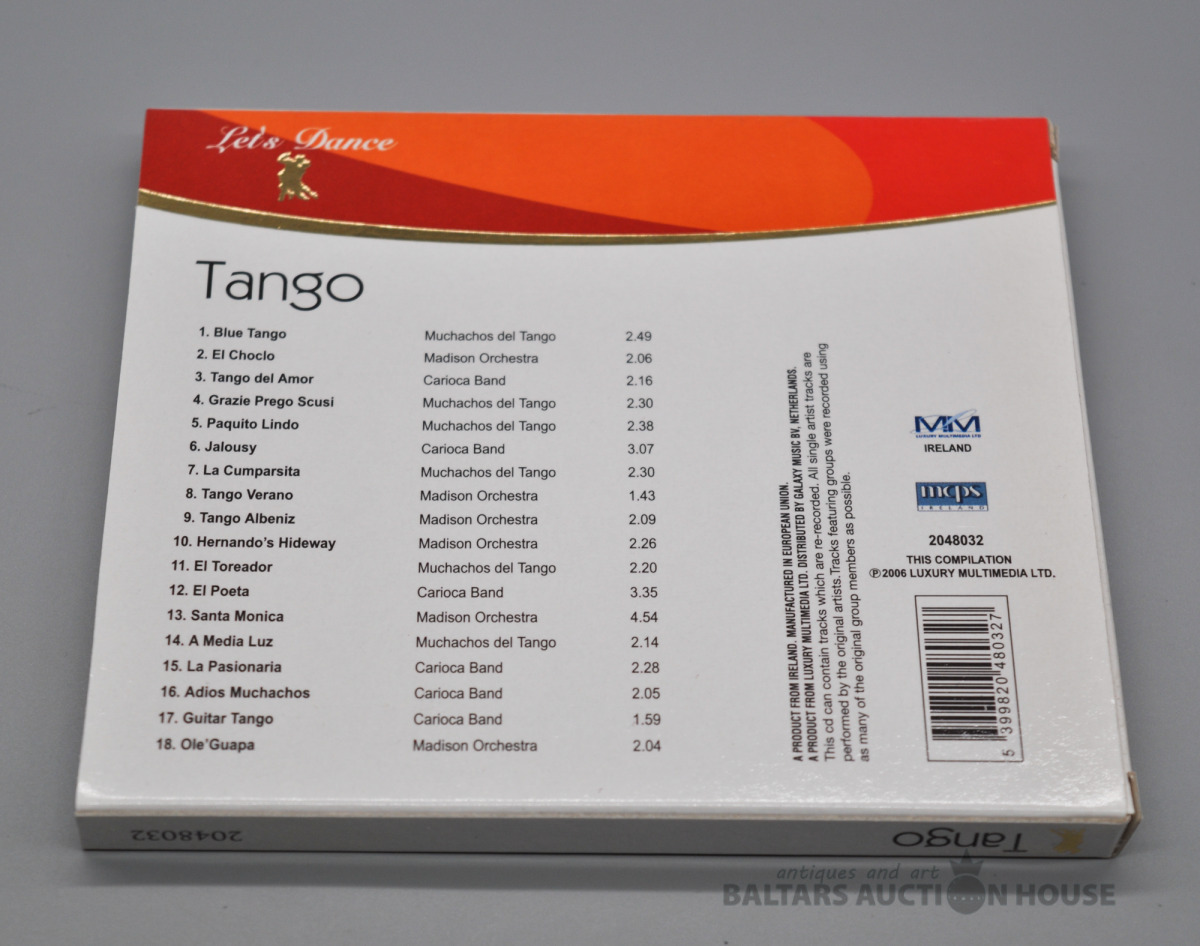 Let's Dance
Tango
1. Blue Tango Muchachos del Tango 2.49
2. El Choclo Madison Orchestra 2.06
3. Tango del Amor Carioca Band 2.16
4. Grazie Prego Scusi Muchachos del Tango 2.30
5. Paquito Lindo Muchachos del Tango 2.38
6. Jalousy Carioca Band 3.07
7. La Cumparsita Muchachos del Tango 2.30
8. Tango Verano Madison Orchestra 1.43
9. Tango Albeniz Madison Orchestra 2.09
10. Hernando's Hideway Madison Orchestra 2.26
11. El Toreador Muchachos del Tango 2.20
12. El Poeta Carioca Band 3.35
13. Santa Monica Madison Orchestra 4.54
14. A Media Luz Muchachos del Tango 2.14
15. La Pasionaria Carioca Band 2.28
16. Adios Muchachos Carioca Band 2.05
17. Guitar Tango Carioca Band 1.59
18. Ole'Guapa Madison Orchestra 2.04
A PRODUCT FROM IRELAND. MANUFACTURED IN EUROPEAN UNION.
A PRODUCT FROM LUXURY MULTIMEDIA LTD. DISTRIBUTED BY GALAXY MUSIC BV, NETHERLANDS.
This cd can contain tracks which are re-recorded. All single artist tracks are
performed by the original artists.Tracks featuring groups were recorded using
as many of the original group members as possible.
MM
LUXURY MULTIMEDIA LTD
IRELAND
mcps
IRELAND
2048032
THIS COMPILATION
℗2006 LUXURY MULTIMEDIA LTD.
5 399820 480327
2048032
Tango
antiques and art
BALTARS AUCTION HOUSE